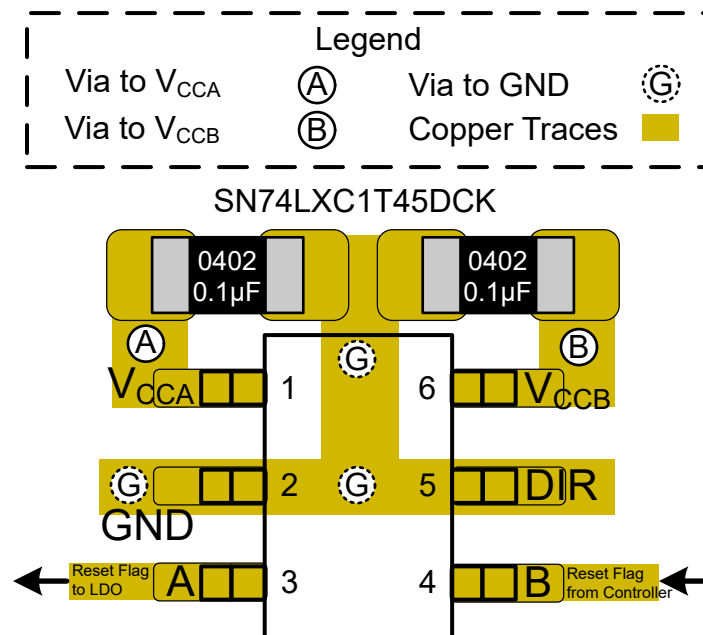 Legend
Via to VCCA A Via to GND G
Via to VCCB B Copper Traces
SN74LXC1T45DCK
0402 0402
0.1µF 0.1µF
A G B
VCCA 1 6 VCCB
G 2 G 5 DIR
GND
Reset Flag A 3 4 B Reset Flag
to LDO from Controller